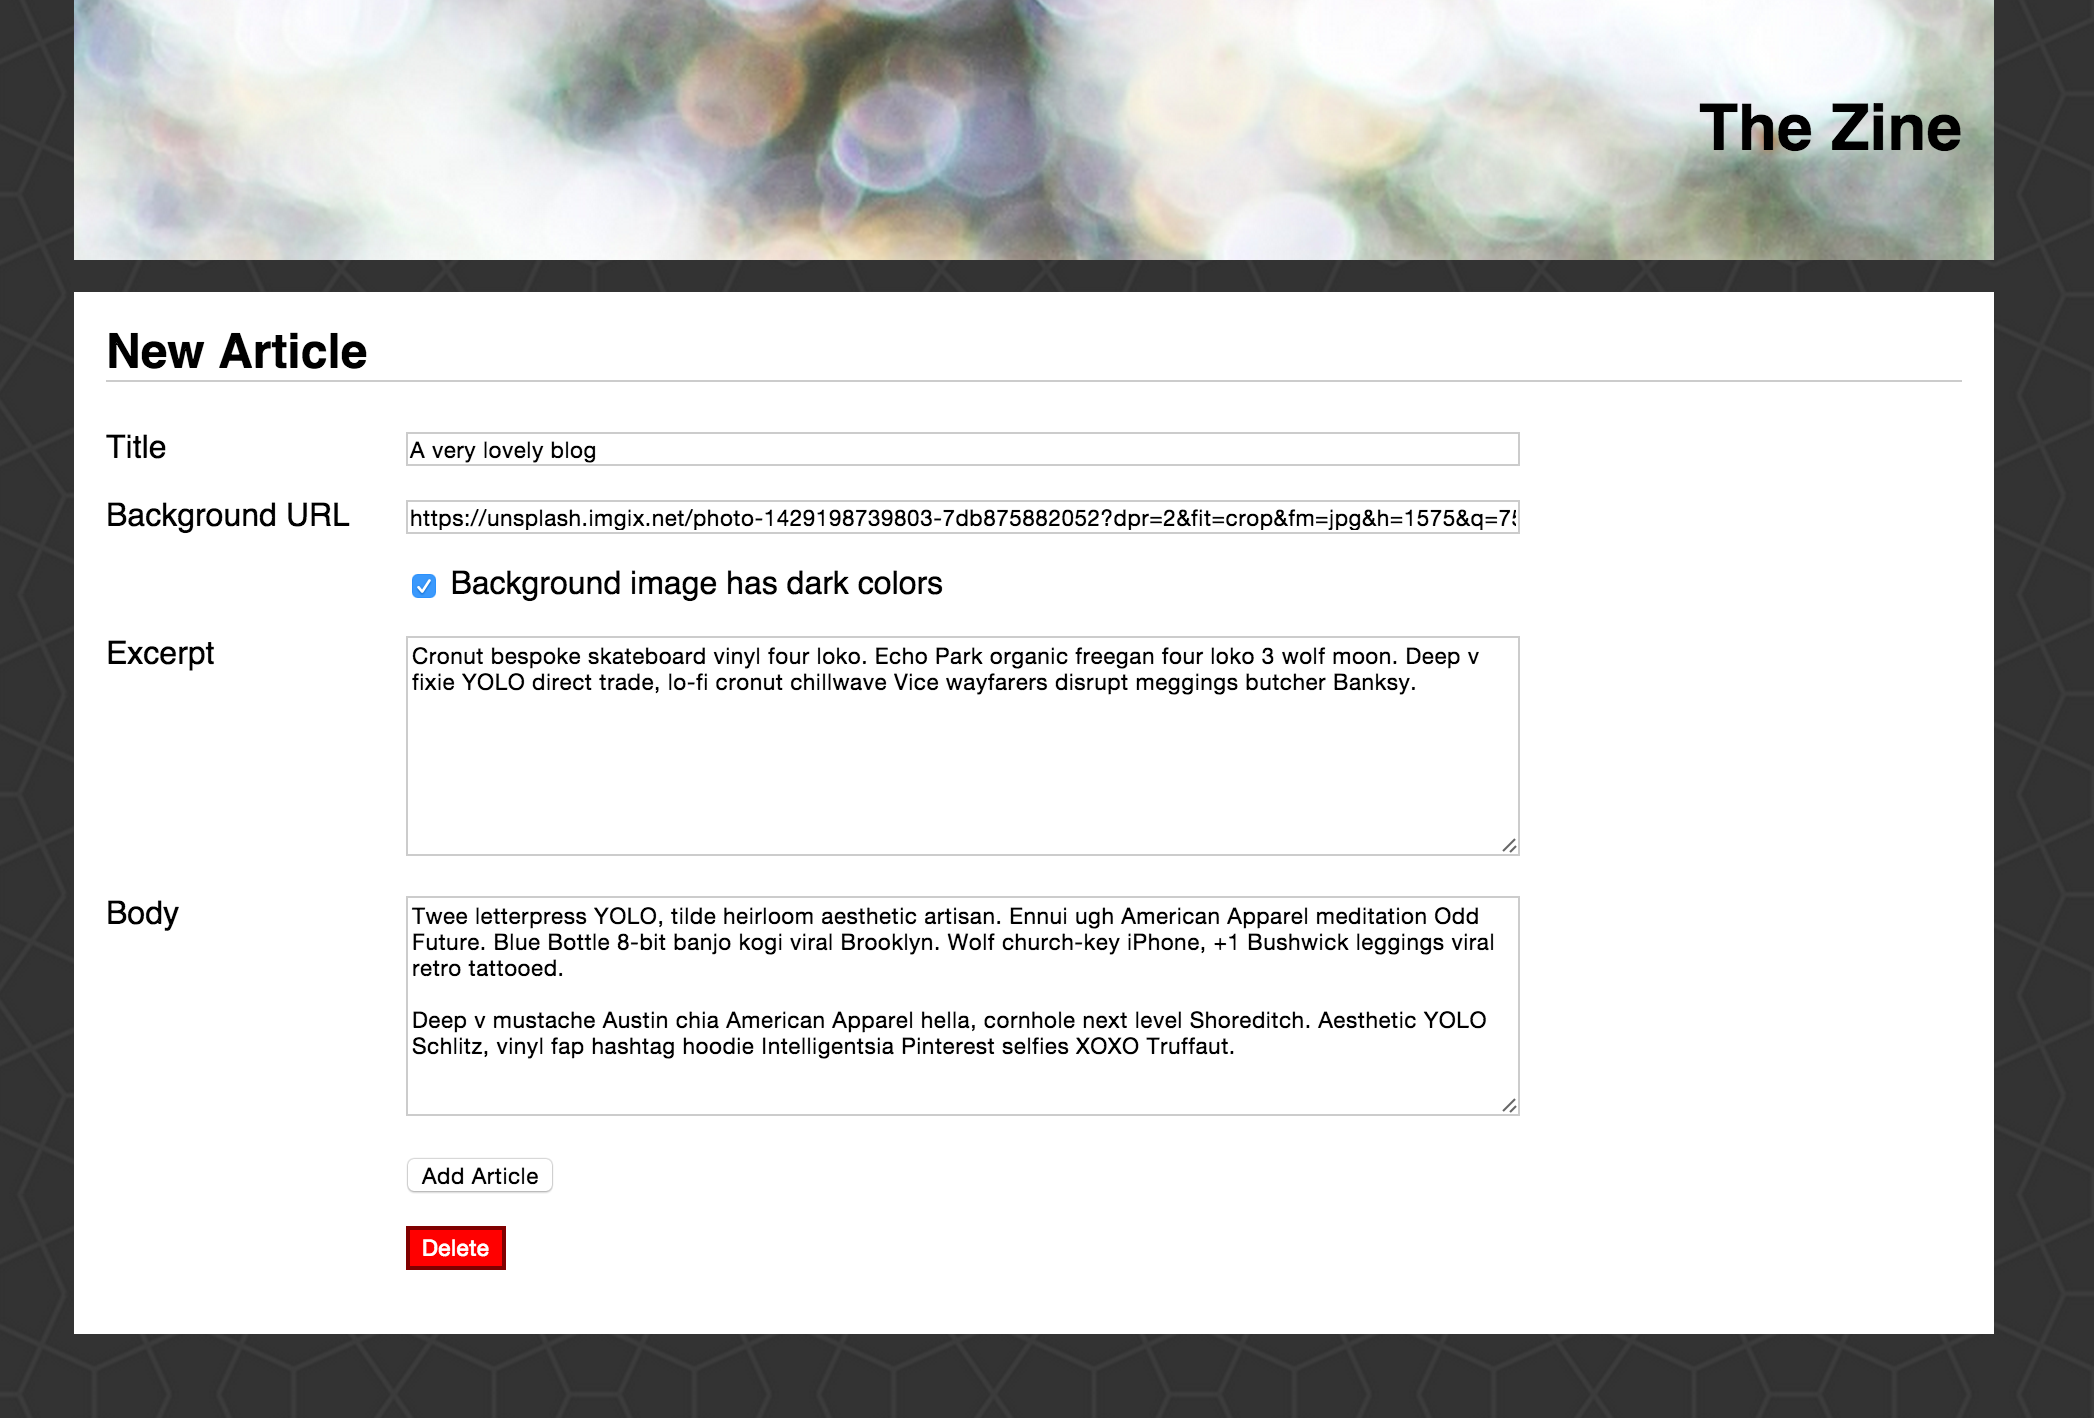 The Zine
New Article
Title
A very lovely blog
Background URL
https://unsplash.imgix.net/photo-1429198739803-7db875882052?dpr=2&fit=crop&fm=jpg&h=1575&q=75
Background image has dark colors
Excerpt
Cronut bespoke skateboard vinyl four loko. Echo Park organic freegan four loko 3 wolf moon. Deep v
fixie YOLO direct trade, lo-fi cronut chillwave Vice wayfarers disrupt meggings butcher Banksy.
Body
Twee letterpress YOLO, tilde heirloom aesthetic artisan. Ennui ugh American Apparel meditation Odd
Future. Blue Bottle 8-bit banjo kogi viral Brooklyn. Wolf church-key iPhone, +1 Bushwick leggings viral
retro tattooed.
Deep v mustache Austin chia American Apparel hella, cornhole next level Shoreditch. Aesthetic YOLO
Schlitz, vinyl fap hashtag hoodie Intelligentsia Pinterest selfies XOXO Truffaut.
Add Article
Delete